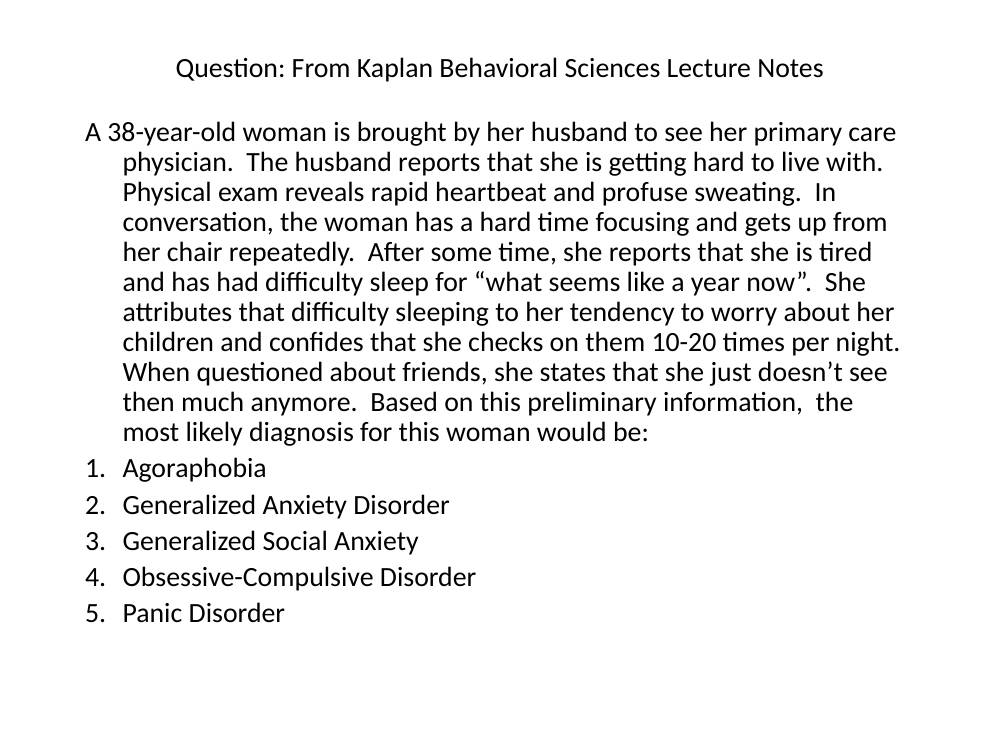 Question: From Kaplan Behavioral Sciences Lecture Notes
A 38-year-old woman is brought by her husband to see her primary care
physician.  The husband reports that she is getting hard to live with.
Physical exam reveals rapid heartbeat and profuse sweating.  In
conversation, the woman has a hard time focusing and gets up from
her chair repeatedly.  After some time, she reports that she is tired
and has had difficulty sleep for “what seems like a year now”.  She
attributes that difficulty sleeping to her tendency to worry about her
children and confides that she checks on them 10-20 times per night.
When questioned about friends, she states that she just doesn’t see
then much anymore.  Based on this preliminary information,  the
most likely diagnosis for this woman would be:
1. Agoraphobia
2. Generalized Anxiety Disorder
3. Generalized Social Anxiety
4. Obsessive-Compulsive Disorder
5. Panic Disorder